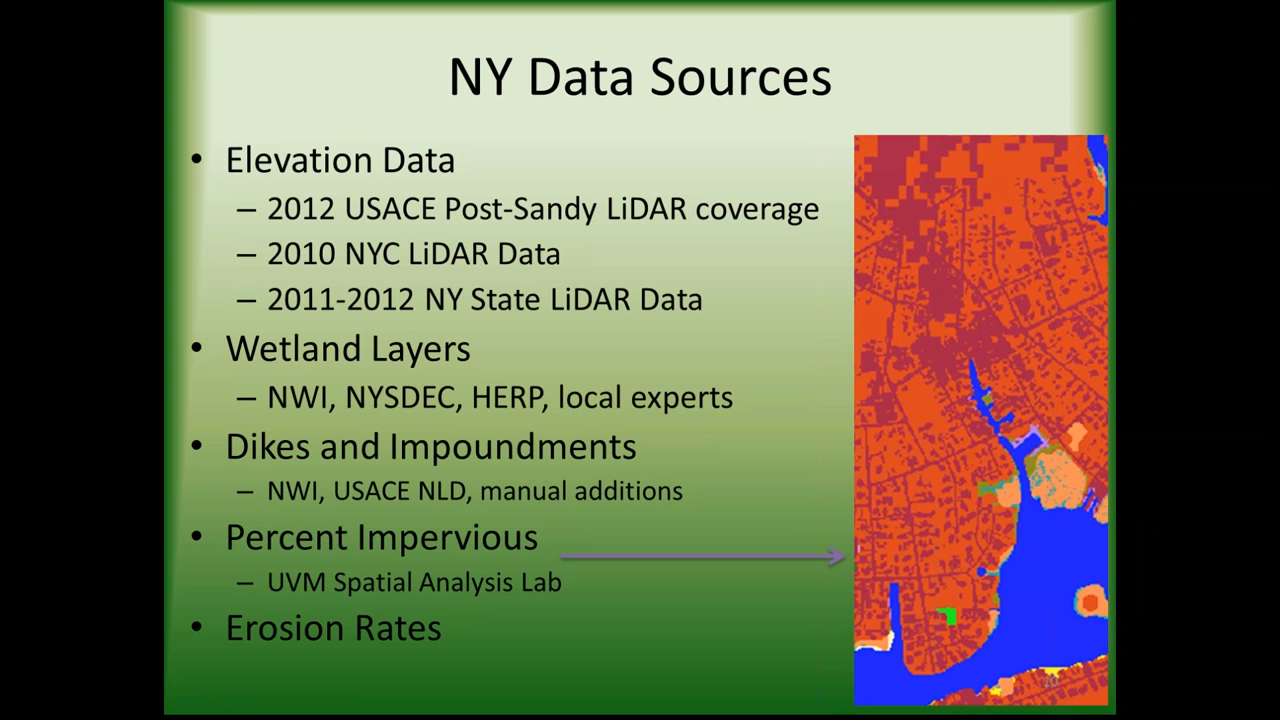 NY Data Sources
• Elevation Data
– 2012 USACE Post-Sandy LiDAR coverage
– 2010 NYC LiDAR Data
– 2011-2012 NY State LiDAR Data
• Wetland Layers
– NWI, NYSDEC, HERP, local experts
• Dikes and Impoundments
– NWI, USACE NLD, manual additions
• Percent Impervious
– UVM Spatial Analysis Lab
• Erosion Rates
20